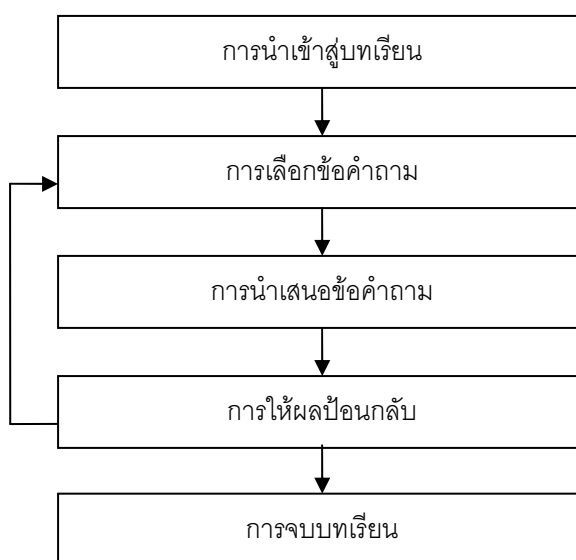 การนำเข้าสู่บทเรียน
การเลือกข้อคำถาม
การนำเสนอข้อคำถาม
การให้ผลป้อนกลับ
การจบบทเรียน